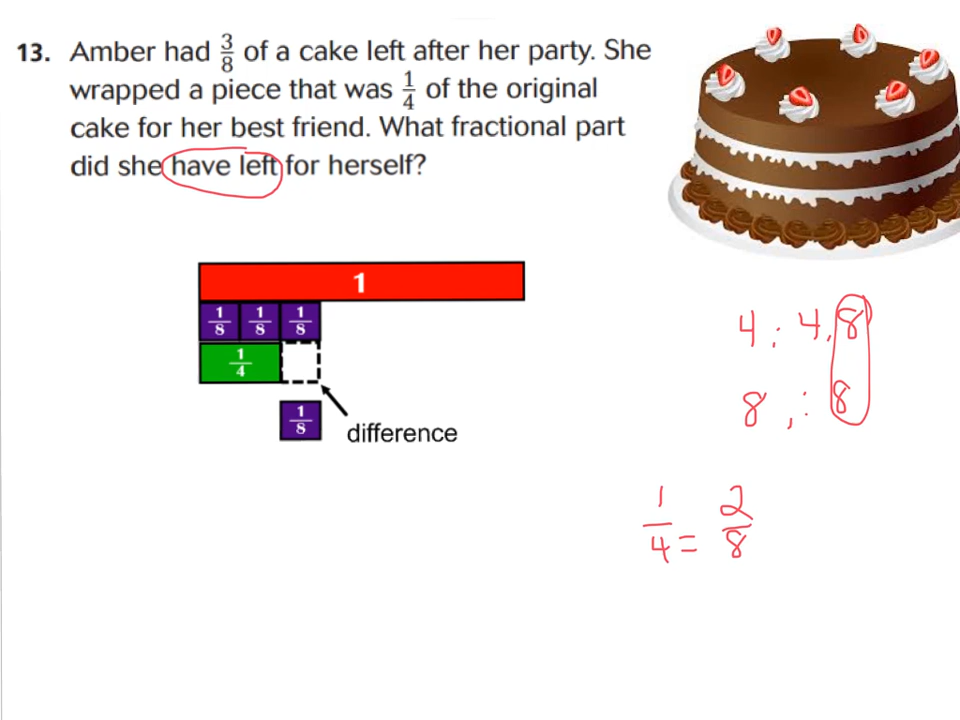 13. Amber had 3/8 of a cake left after her party. She
wrapped a piece that was 1/4 of the original
cake for her best friend. What fractional part
did she have left for herself?
1
1/8 1/8 1/8
1/4
1/8
difference
4 : 4, 8
8 , : 8
1/4 = 2/8